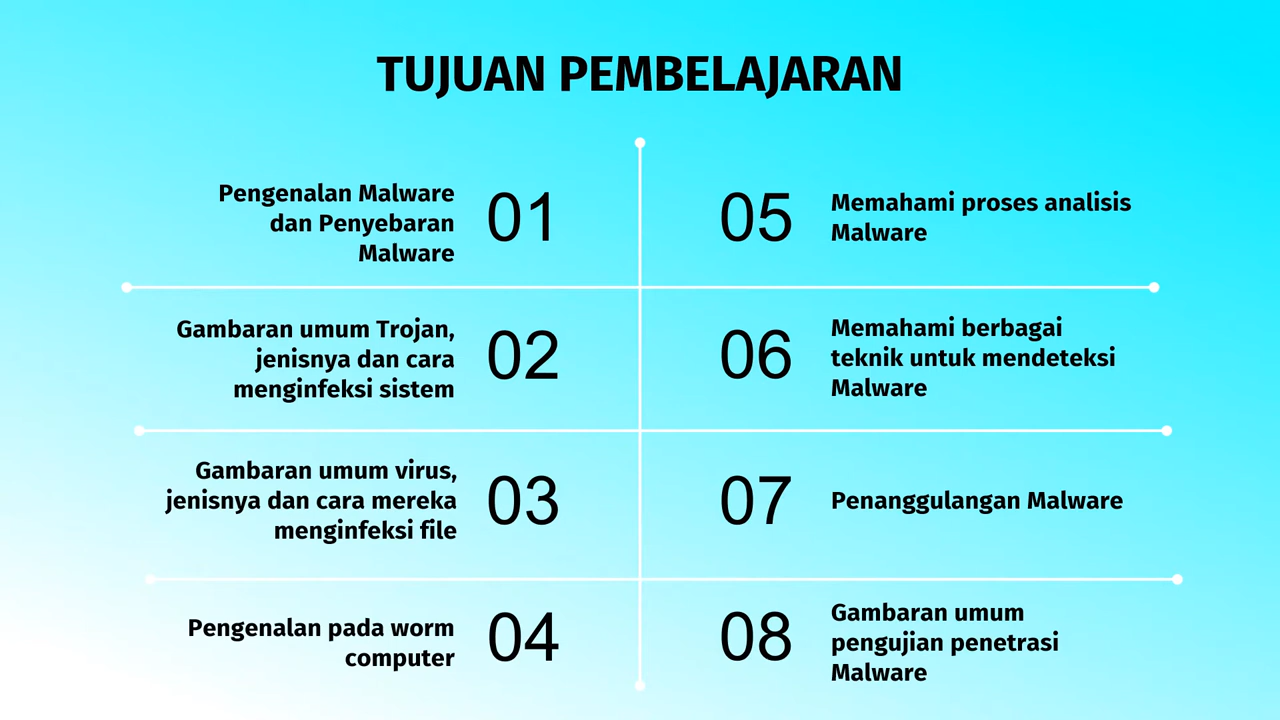 TUJUAN PEMBELAJARAN
Pengenalan Malware
dan Penyebaran
Malware
01
Gambaran umum Trojan,
jenisnya dan cara
menginfeksi sistem
02
Gambaran umum virus,
jenisnya dan cara mereka
menginfeksi file
03
Pengenalan pada worm
computer
04
05
Memahami proses analisis
Malware
06
Memahami berbagai
teknik untuk mendeteksi
Malware
07
Penanggulangan Malware
08
Gambaran umum
pengujian penetrasi
Malware